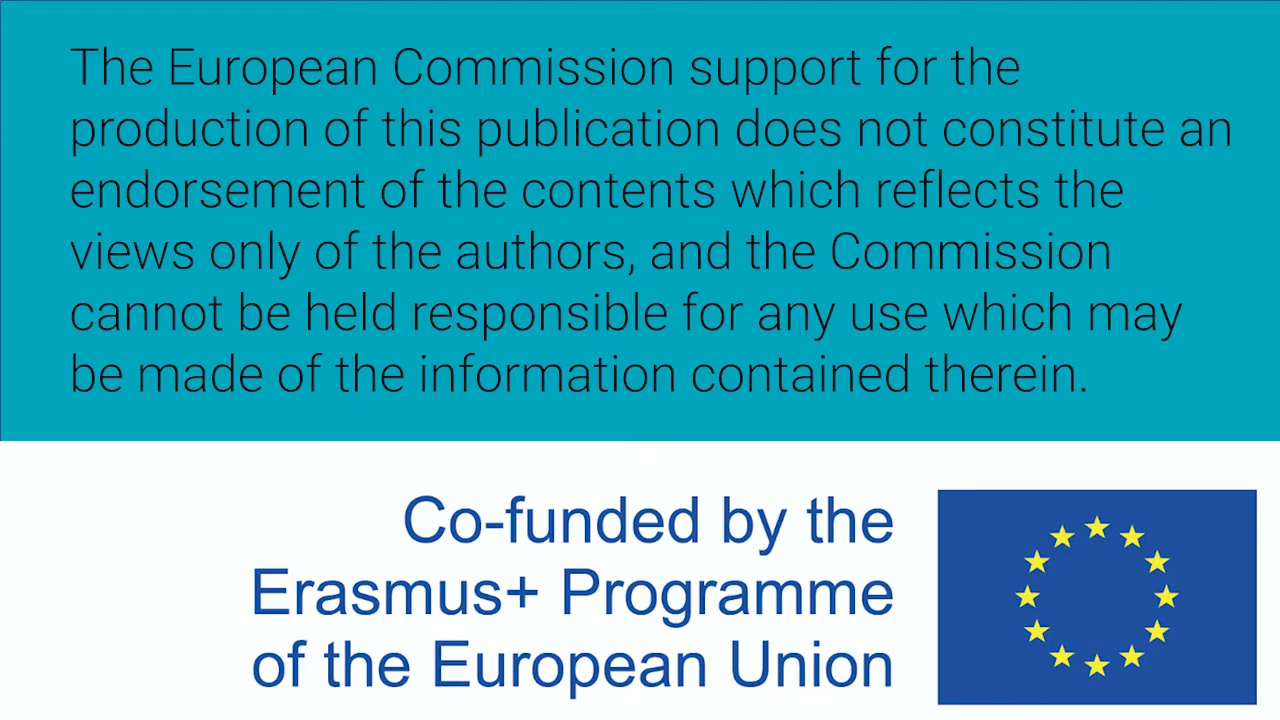 The European Commission support for the
production of this publication does not constitute an
endorsement of the contents which reflects the
views only of the authors, and the Commission
cannot be held responsible for any use which may
be made of the information contained therein.
Co-funded by the
Erasmus+ Programme
of the European Union